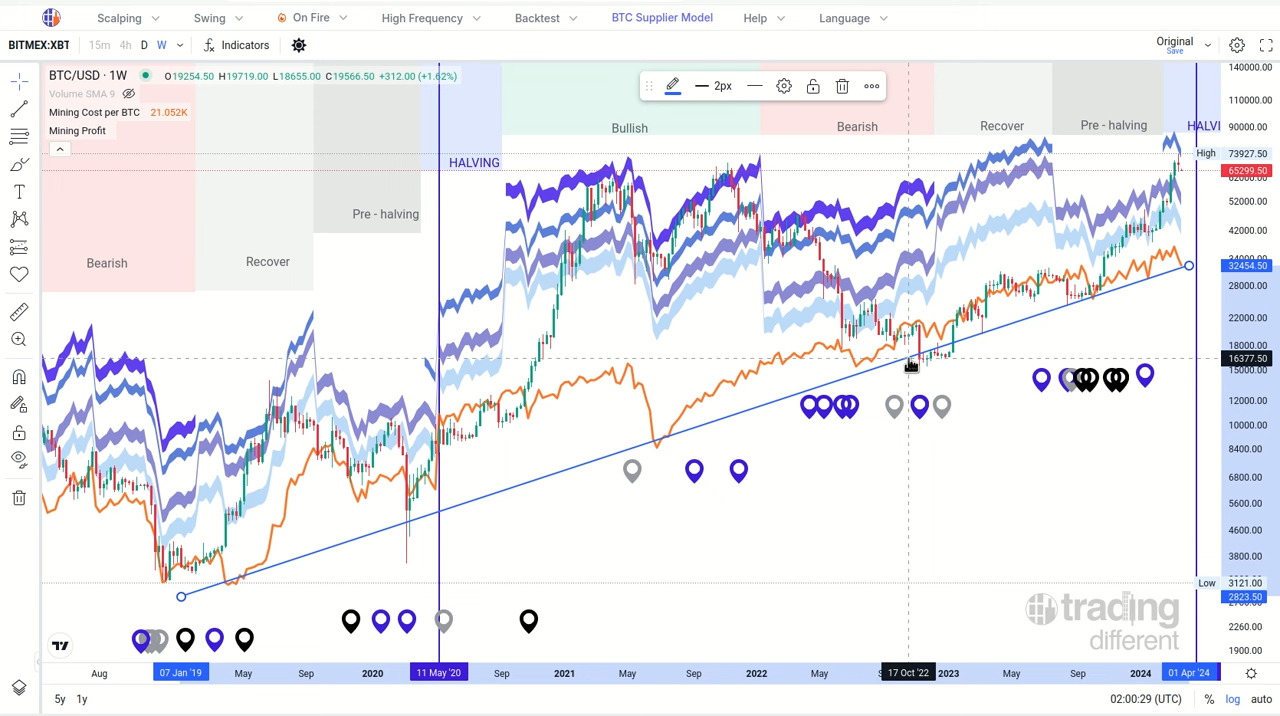 Scalping Swing On Fire High Frequency Backtest BTC Supplier Model Help Language
BITMEX:XBT 15m 4h D W Indicators Original
Save
BTC/USD · 1W O19254.50 H19719.00 L18655.00 C19566.50 +312.00 (+1.62%)
Volume SMA 9
Mining Cost per BTC 21.052K
Mining Profit
2px
140000.00
110000.00
90000.00
High 73927.50
65299.50
62000.00
52000.00
42000.00
34000.00
32454.50
28000.00
22000.00
18000.00
16377.50
15000.00
12000.00
10000.00
8400.00
6800.00
5600.00
4600.00
3800.00
Low 3121.00
2823.50
2260.00
1900.00
Bearish
Recover
Pre - halving
HALVING
Bullish
Bearish
Recover
Pre - halving
HALVI
trading
different
Aug 07 Jan '19 May Sep 2020 11 May '20 Sep 2021 May Sep 2022 May 17 Oct '22 2023 May Sep 2024 01 Apr '24
5y 1y 02:00:29 (UTC) % log auto